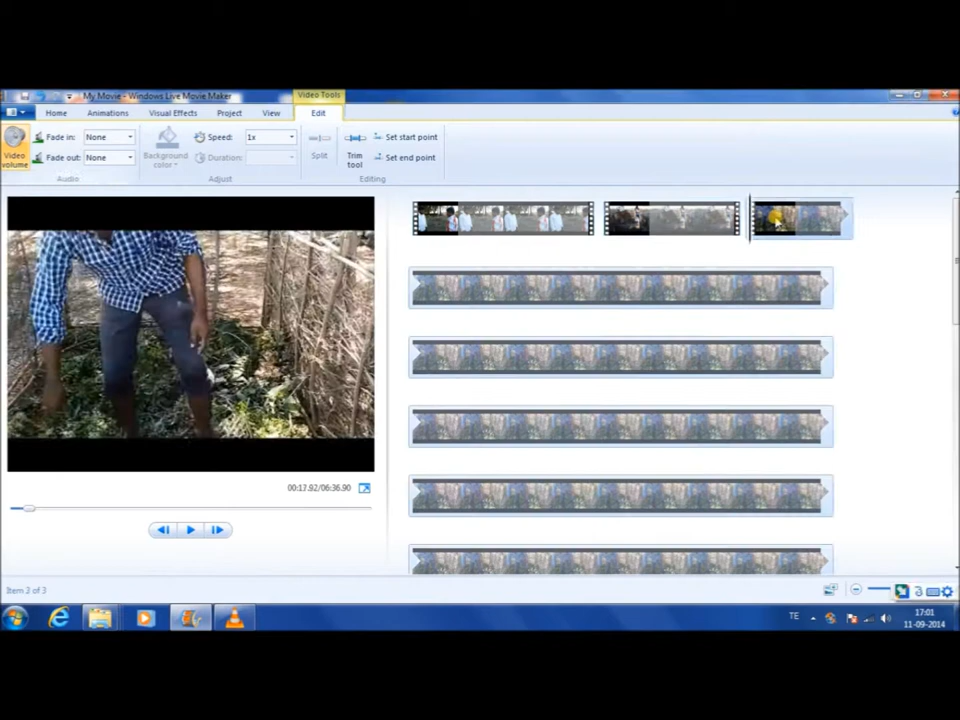 My Movie - Windows Live Movie Maker
Video Tools
Home
Animations
Visual Effects
Project
View
Edit
Video volume
Fade in: None
Fade out: None
Audio
Background color
Speed: 1x
Duration:
Adjust
Split
Trim tool
Set start point
Set end point
Editing
00:17.92/06:36.90
Item 3 of 3
TE
17:01
11-09-2014